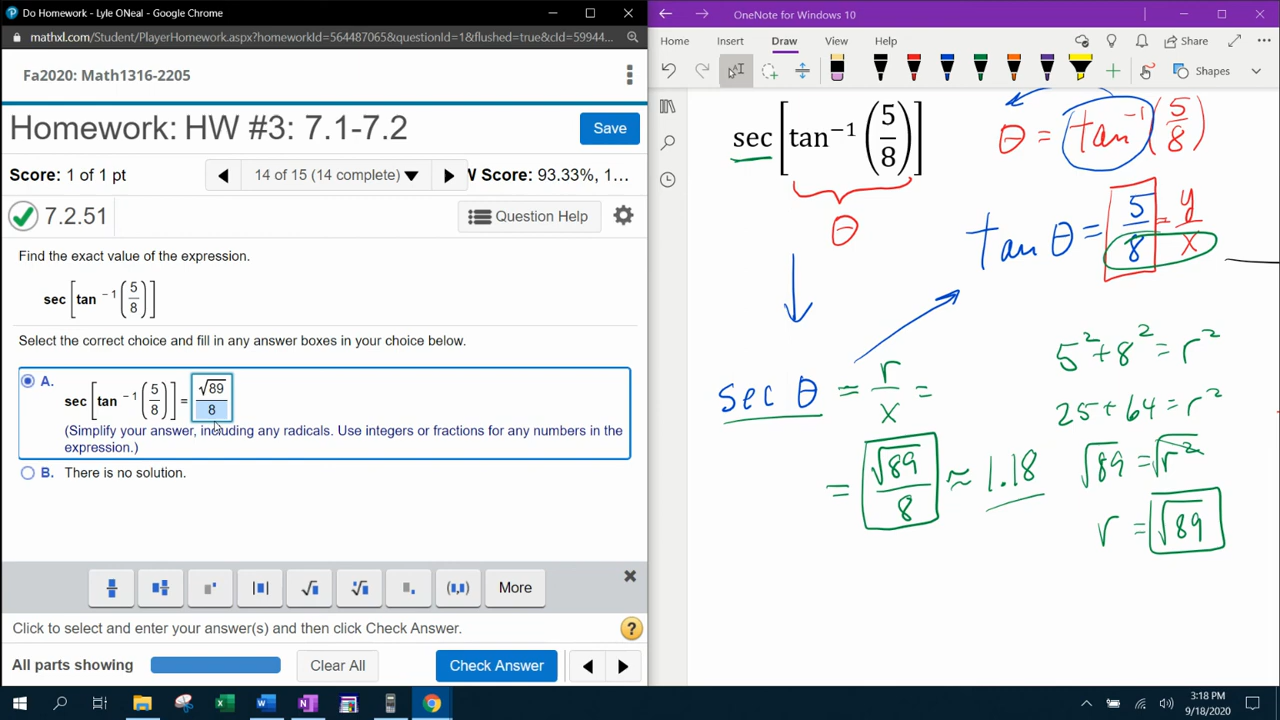 Do Homework - Lyle ONeal - Google Chrome
mathxl.com/Student/PlayerHomework.aspx?homeworkId=564487065&questionId=1&flushed=true&cId=59944...
Fa2020: Math1316-2205
Homework: HW #3: 7.1-7.2
Save
Score: 1 of 1 pt
14 of 15 (14 complete)
W Score: 93.33%, 1...
7.2.51
Question Help
Find the exact value of the expression.
sec[tan⁻¹(5/8)]
Select the correct choice and fill in any answer boxes in your choice below.
A. sec[tan⁻¹(5/8)] = √89/8
(Simplify your answer, including any radicals. Use integers or fractions for any numbers in the
expression.)
B. There is no solution.
More
Click to select and enter your answer(s) and then click Check Answer.
?
All parts showing
Clear All
Check Answer
OneNote for Windows 10
Home Insert Draw View Help
Share
Shapes
sec[tan⁻¹(5/8)]
θ
θ = tan⁻¹(5/8)
tan θ = 5/8 = y/x
sec θ = r/x =
= √89/8 ≈ 1.18
5² + 8² = r²
25 + 64 = r²
√89 = √r²
r = √89
3:18 PM
9/18/2020